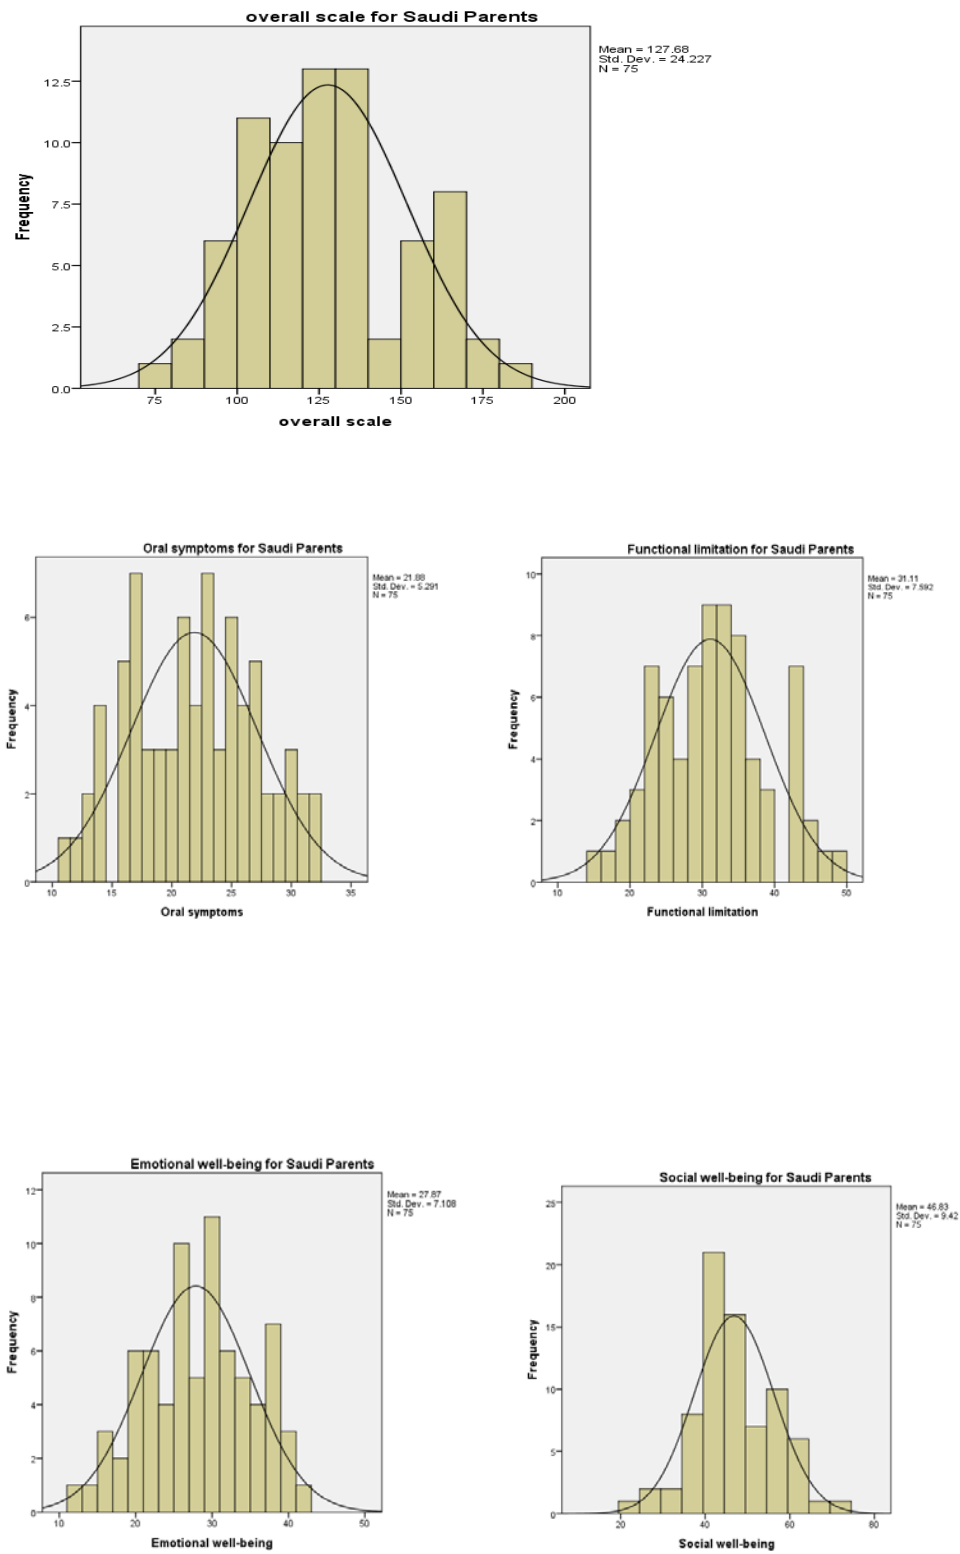 overall scale for Saudi Parents
Mean = 127.68
Std. Dev. = 24.227
N = 75
Frequency
12.5
10.0
7.5
5.0
2.5
0.0
75 100 125 150 175 200
overall scale
Oral symptoms for Saudi Parents
Mean = 21.88
Std. Dev. = 5.291
N = 75
Frequency
6
4
2
0
10 15 20 25 30 35
Oral symptoms
Functional limitation for Saudi Parents
Mean = 31.11
Std. Dev. = 7.592
N = 75
Frequency
10
8
6
4
2
0
10 20 30 40 50
Functional limitation
Emotional well-being for Saudi Parents
Mean = 27.87
Std. Dev. = 7.108
N = 75
Frequency
12
10
8
6
4
2
0
10 20 30 40 50
Emotional well-being
Social well-being for Saudi Parents
Mean = 46.83
Std. Dev. = 9.42
N = 75
Frequency
25
20
15
10
5
0
20 40 60 80
Social well-being